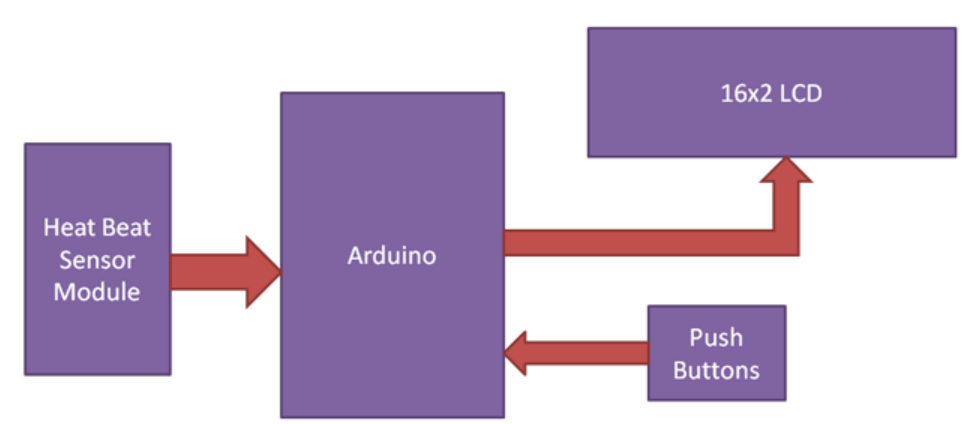 16x2 LCD
Heat Beat
Sensor
Module
Arduino
Push
Buttons